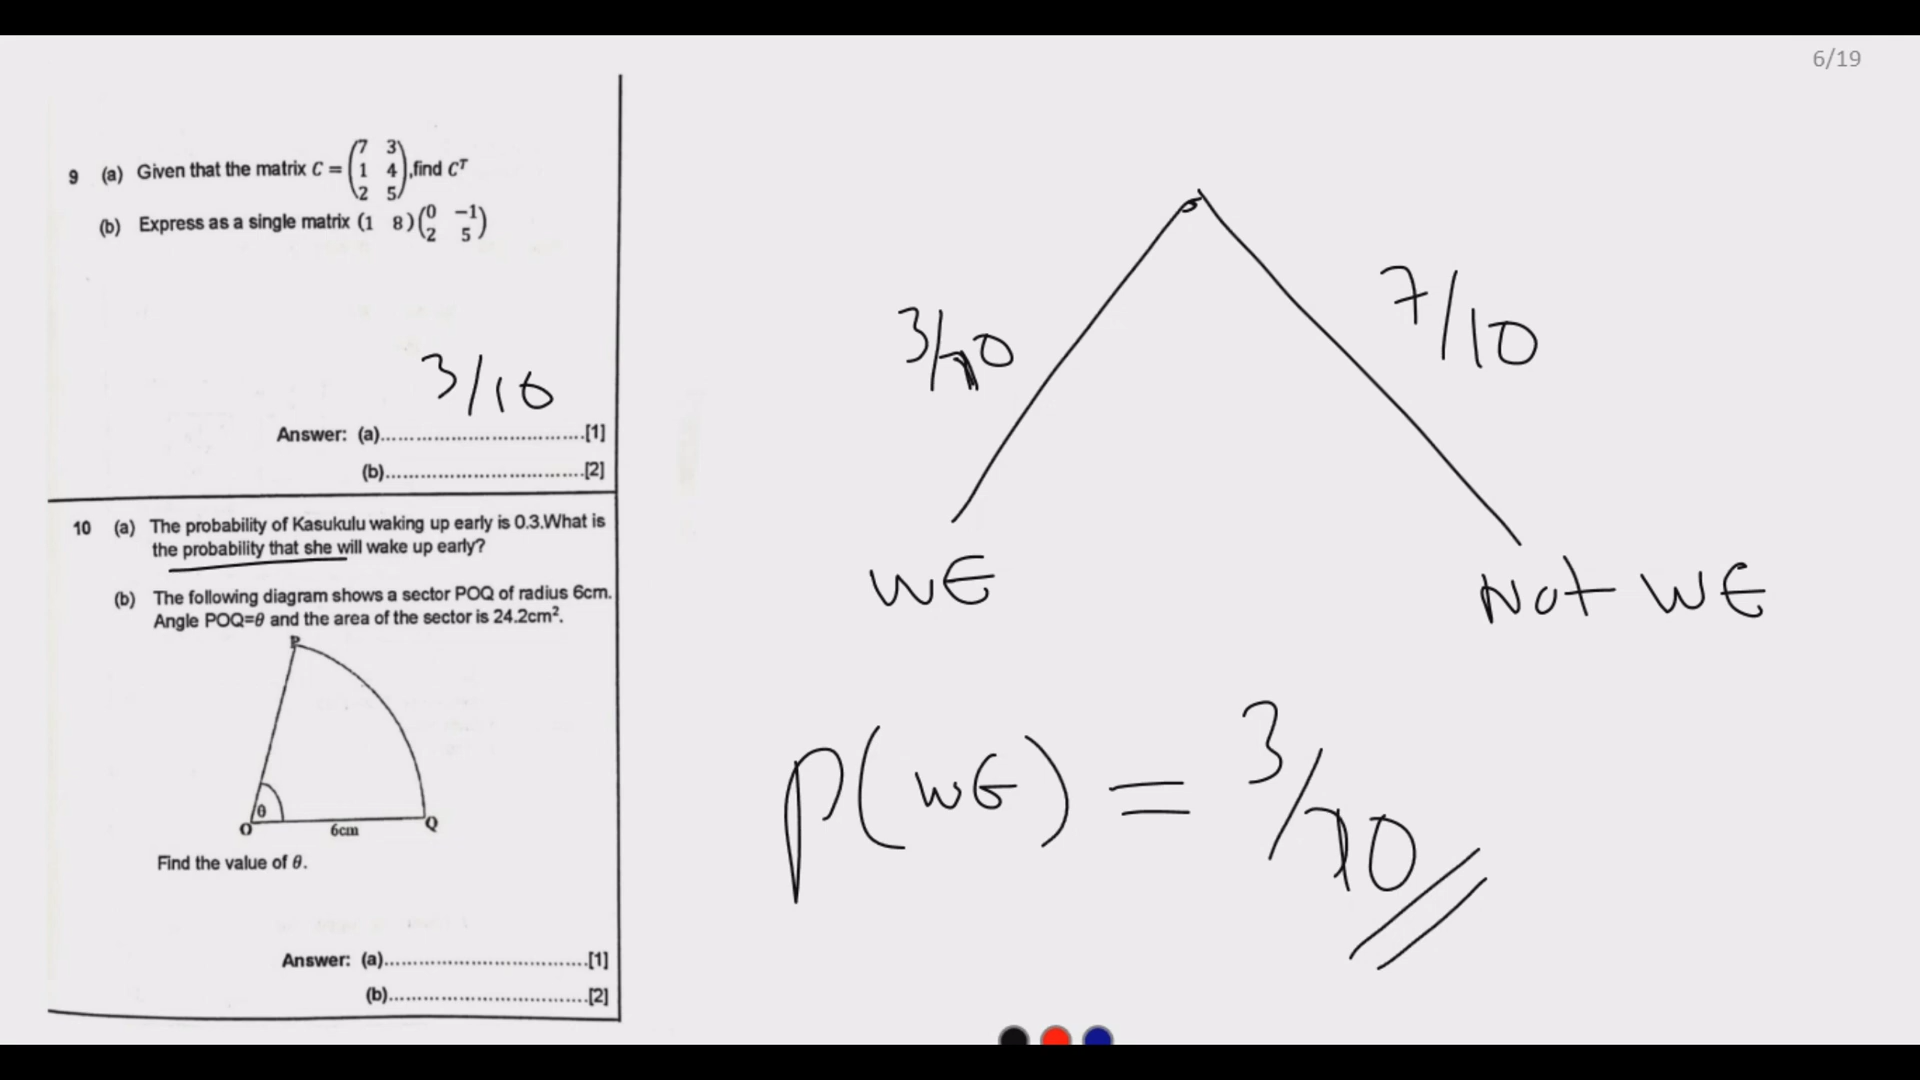 6/19
9 (a) Given that the matrix C = (7 3
1 4
2 5) ,find Cᵀ
(b) Express as a single matrix (1 8)(0 −1
2 5)
3/10
Answer: (a)..................................[1]
(b)..................................[2]
10 (a) The probability of Kasukulu waking up early is 0.3.What is
the probability that she will wake up early?
(b) The following diagram shows a sector POQ of radius 6cm.
Angle POQ=θ and the area of the sector is 24.2cm².
P
θ
O
6cm
Q
Find the value of θ.
Answer: (a)..................................[1]
(b)..................................[2]
3/10
7/10
WE
Not WE
P(WE) = 3/10